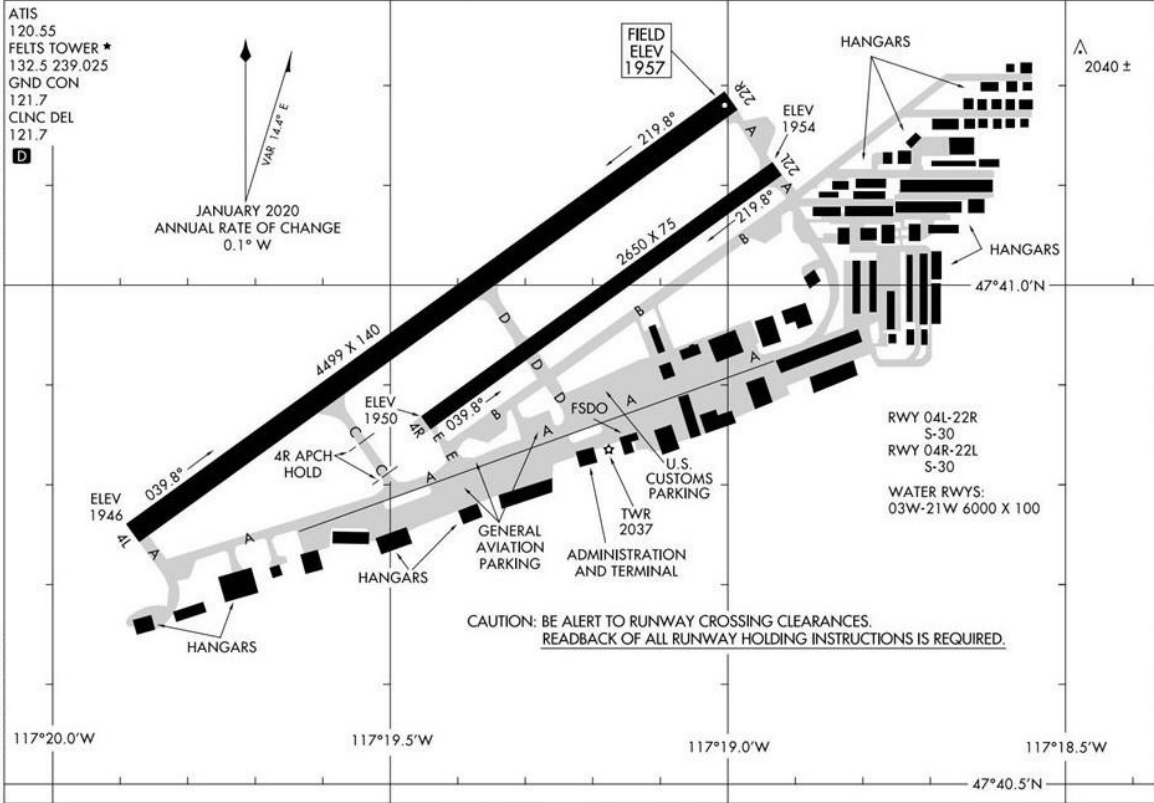 ATIS
120.55
FELTS TOWER ★
132.5 239.025
GND CON
121.7
CLNC DEL
121.7
D
VAR 14.4° E
JANUARY 2020
ANNUAL RATE OF CHANGE
0.1° W
FIELD
ELEV
1957
HANGARS
2040 ±
22R
A
219.8°
ELEV
1954
22L
A
219.8°
B
2650 X 75
HANGARS
47°41.0'N
4499 X 140
D
D
D
B
B
A
A
A
FSDO
ELEV
1950
4R
039.8°
E
E
C
C
4R APCH
HOLD
A
039.8°
ELEV
1946
4L
A
A
U.S.
CUSTOMS
PARKING
TWR
2037
GENERAL
AVIATION
PARKING
ADMINISTRATION
AND TERMINAL
HANGARS
HANGARS
RWY 04L-22R
S-30
RWY 04R-22L
S-30
WATER RWYS:
03W-21W 6000 X 100
CAUTION: BE ALERT TO RUNWAY CROSSING CLEARANCES.
READBACK OF ALL RUNWAY HOLDING INSTRUCTIONS IS REQUIRED.
117°20.0'W
117°19.5'W
117°19.0'W
117°18.5'W
47°40.5'N